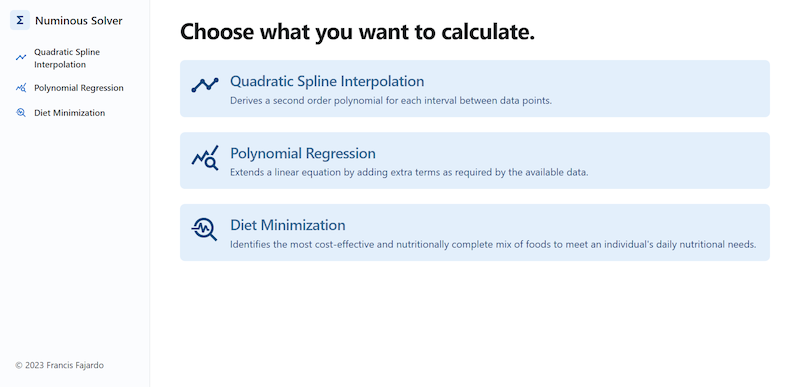 Σ Numinous Solver
Quadratic Spline
Interpolation
Polynomial Regression
Diet Minimization
© 2023 Francis Fajardo
Choose what you want to calculate.
Quadratic Spline Interpolation
Derives a second order polynomial for each interval between data points.
Polynomial Regression
Extends a linear equation by adding extra terms as required by the available data.
Diet Minimization
Identifies the most cost-effective and nutritionally complete mix of foods to meet an individual's daily nutritional needs.